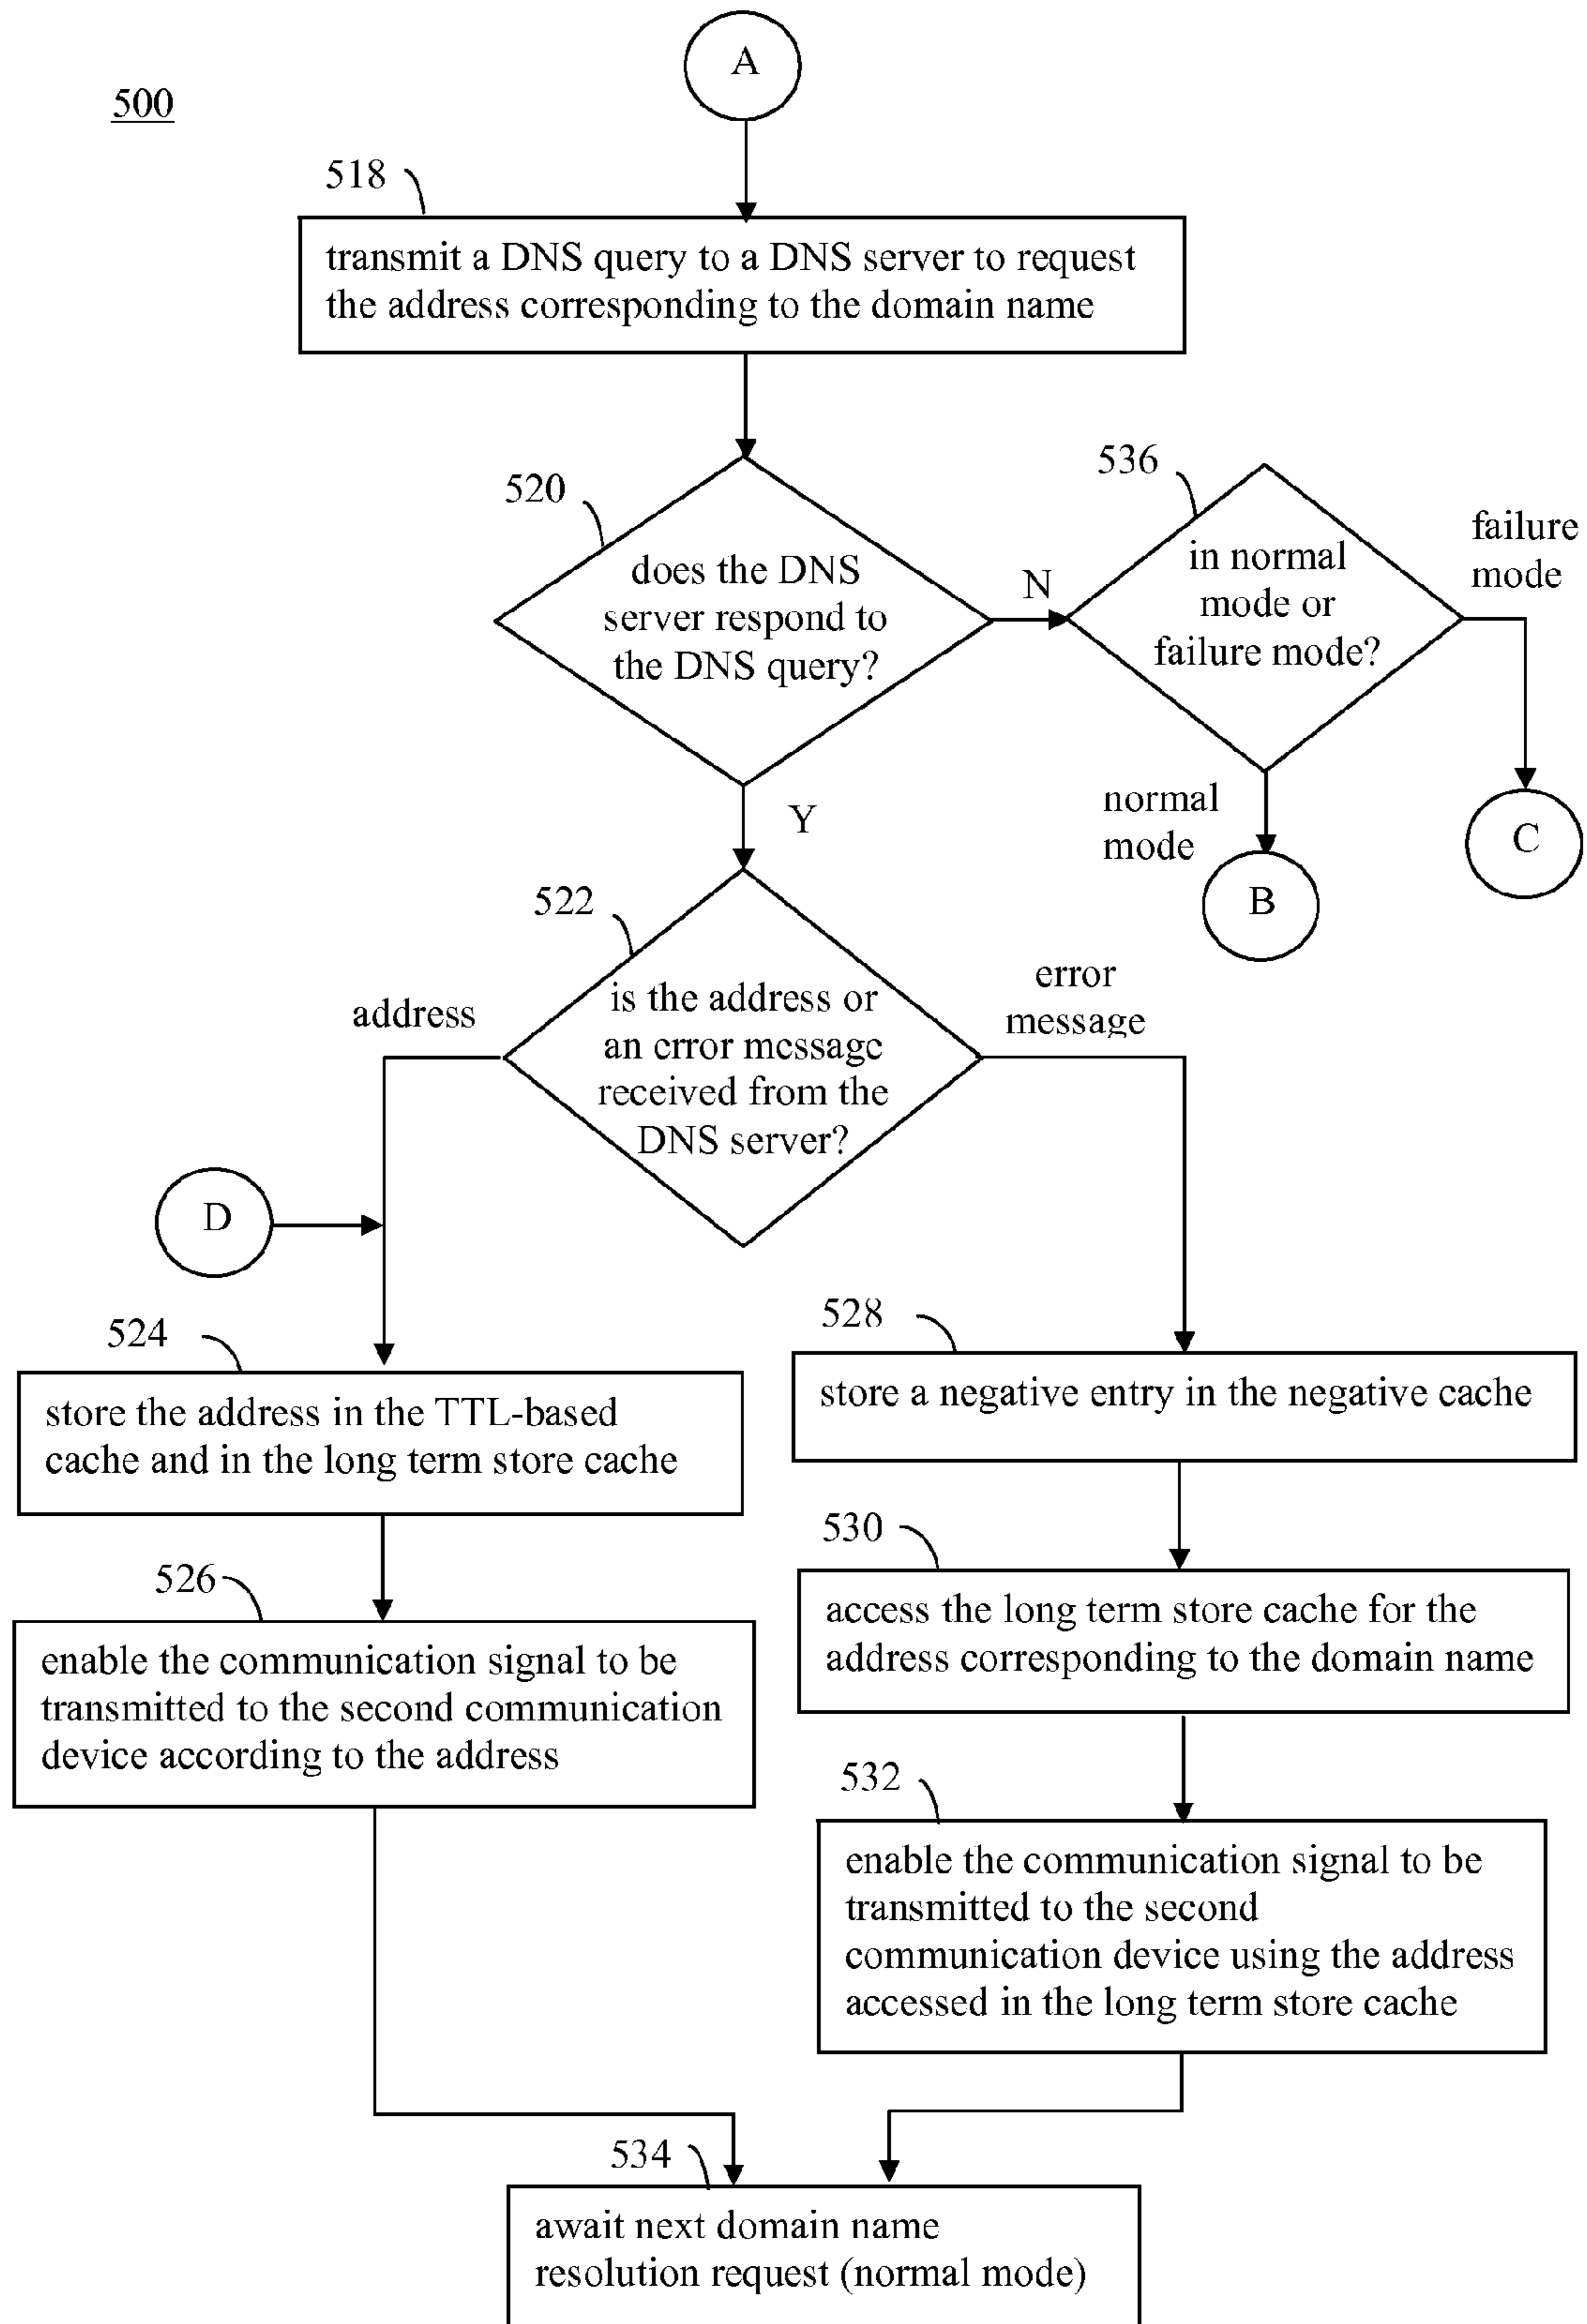 A
500
518
transmit a DNS query to a DNS server to request
the address corresponding to the domain name
520
does the DNS
server respond to
the DNS query?
N
536
in normal
mode or
failure mode?
failure
mode
normal
mode
C
B
Y
522
is the address or
an error message
received from the
DNS server?
address
error
message
D
524
store the address in the TTL-based
cache and in the long term store cache
528
store a negative entry in the negative cache
526
enable the communication signal to be
transmitted to the second communication
device according to the address
530
access the long term store cache for the
address corresponding to the domain name
532
enable the communication signal to be
transmitted to the second
communication device using the address
accessed in the long term store cache
534
await next domain name
resolution request (normal mode)